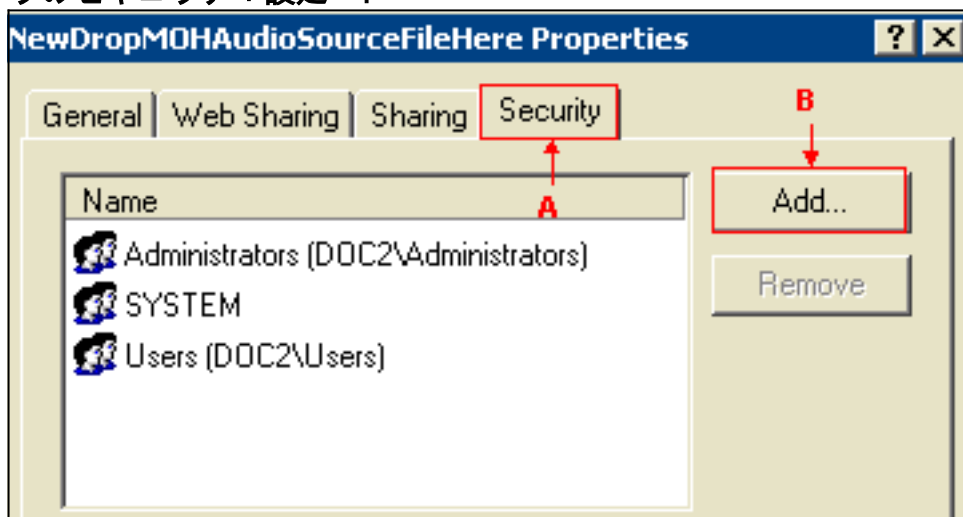 NewDropMOHAudioSourceFileHere Properties
General Web Sharing Sharing Security
B
Name
A
Add...
Administrators (DOC2\Administrators)
SYSTEM
Remove
Users (DOC2\Users)